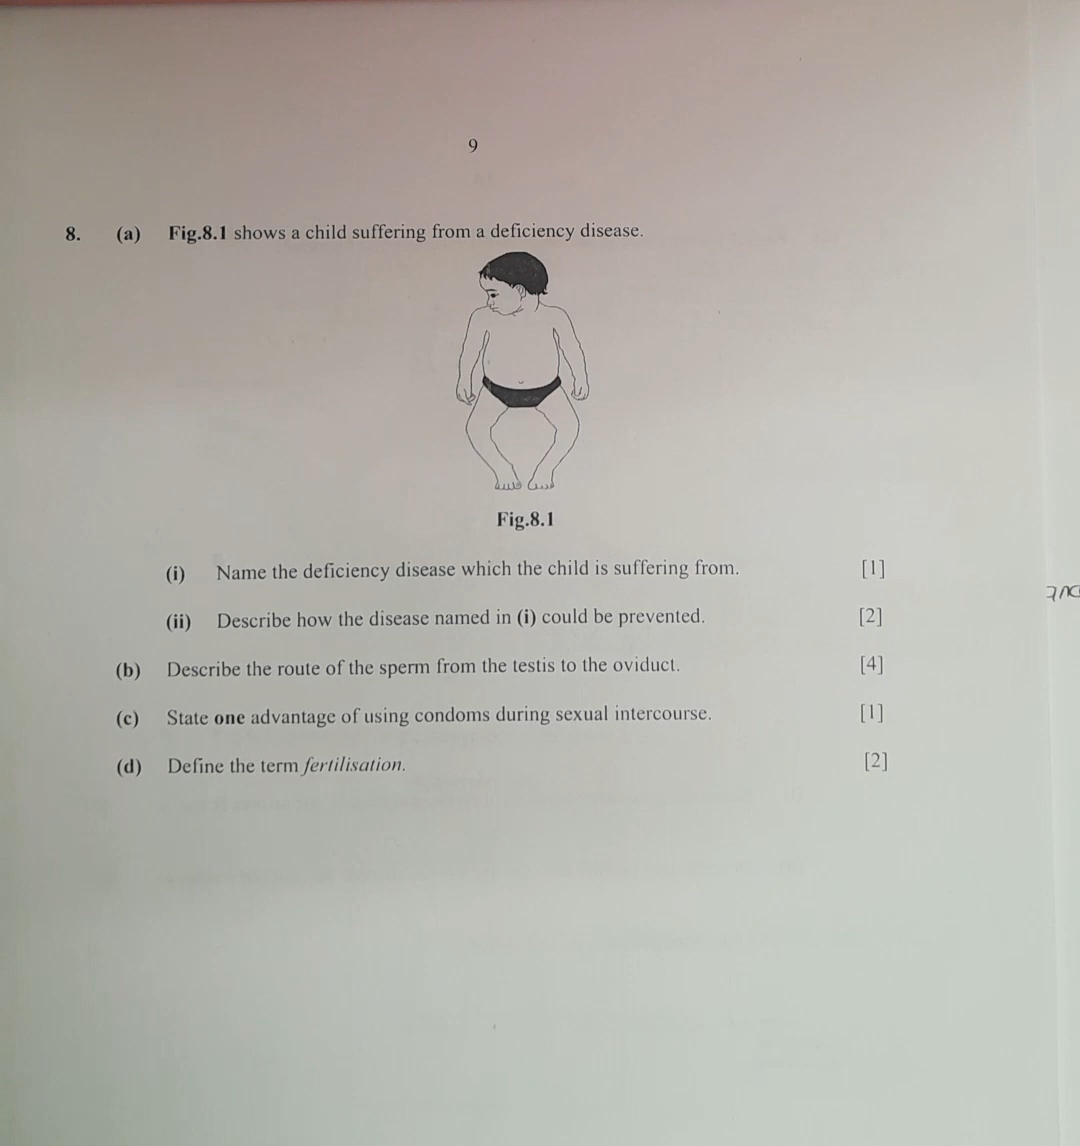 9
8. (a) Fig.8.1 shows a child suffering from a deficiency disease.
Fig.8.1
(i) Name the deficiency disease which the child is suffering from. [1]
(ii) Describe how the disease named in (i) could be prevented. [2]
(b) Describe the route of the sperm from the testis to the oviduct. [4]
(c) State one advantage of using condoms during sexual intercourse. [1]
(d) Define the term fertilisation. [2]